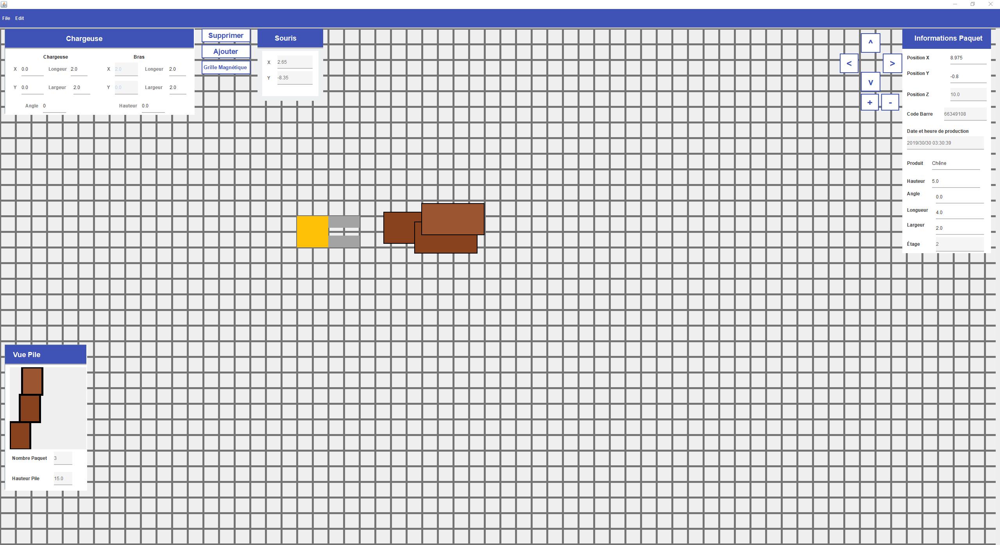 File Edit
Chargeuse
Chargeuse Bras
X 0.0 Longeur 2.0 X 2.0 Longeur 2.0
Y 0.0 Largeur 2.0 Y 0.0 Largeur 2.0
Angle 0 Hauteur 0.0
Supprimer
Ajouter
Grille Magnétique
Souris
X 2.65
Y -8.35
^
< >
v
+ -
Informations Paquet
Position X 8.975
Position Y -0.8
Position Z 10.0
Code Barre 66349108
Date et heure de production
2019/30/30 03:30:39
Produit Chêne
Hauteur 5.0
Angle 0.0
Longueur 4.0
Largeur 2.0
Étage 2
Vue Pile
Nombre Paquet 3
Hauteur Pile 15.0